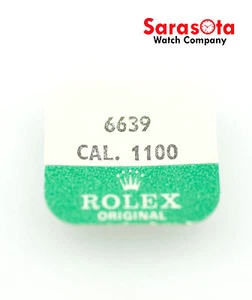 Sarasota
Watch Company
6639
CAL. 1100
ROLEX
ORIGINAL